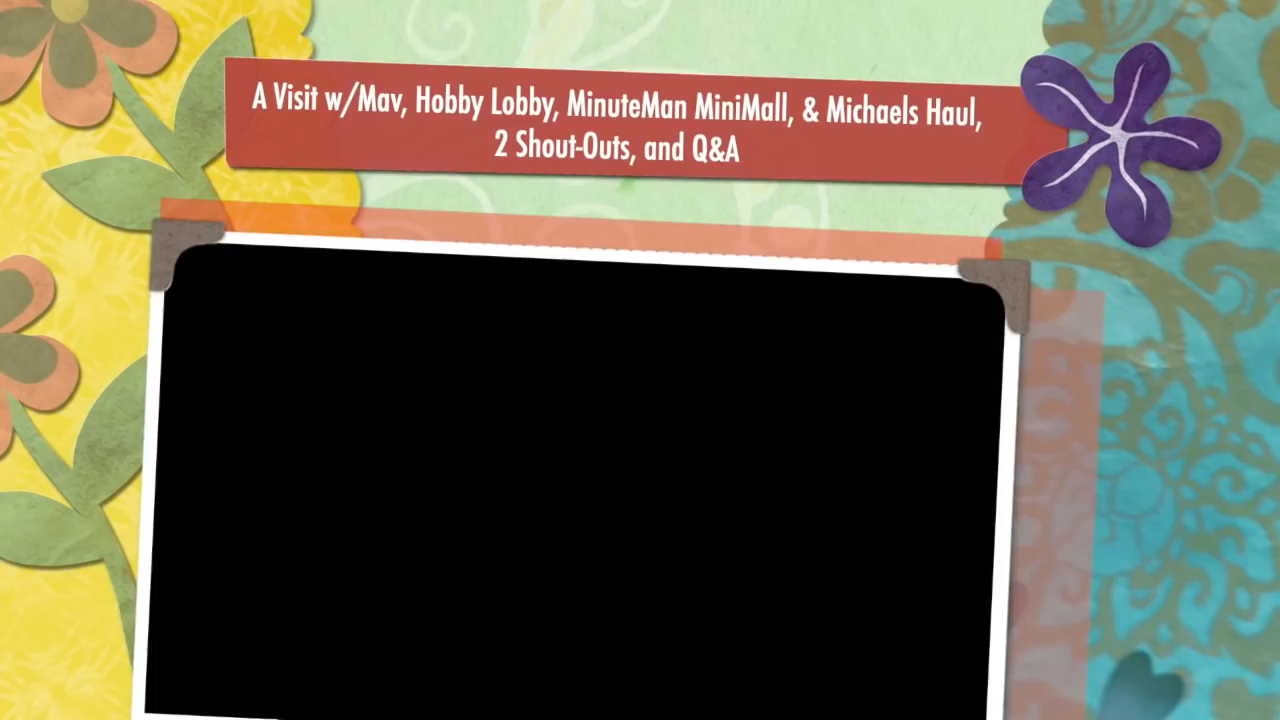 A Visit w/Mav, Hobby Lobby, MinuteMan MiniMall, & Michaels Haul,
2 Shout-Outs, and Q&A